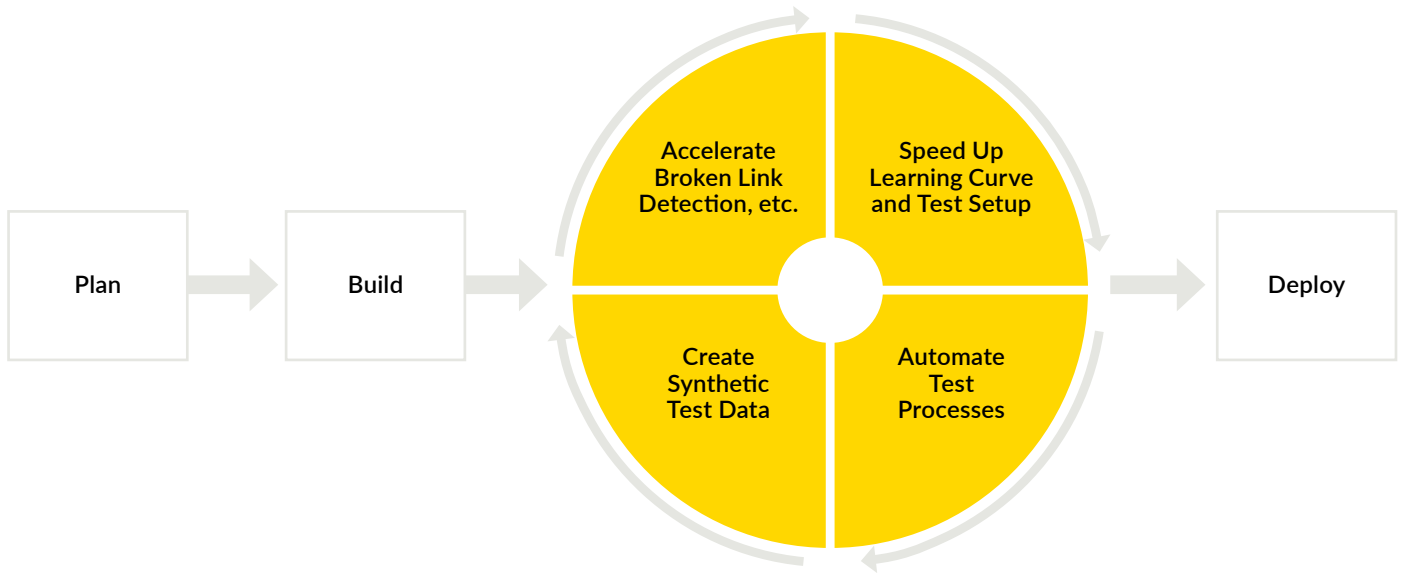 Plan
Build
Accelerate
Broken Link
Detection, etc.
Speed Up
Learning Curve
and Test Setup
Create
Synthetic
Test Data
Automate
Test
Processes
Deploy